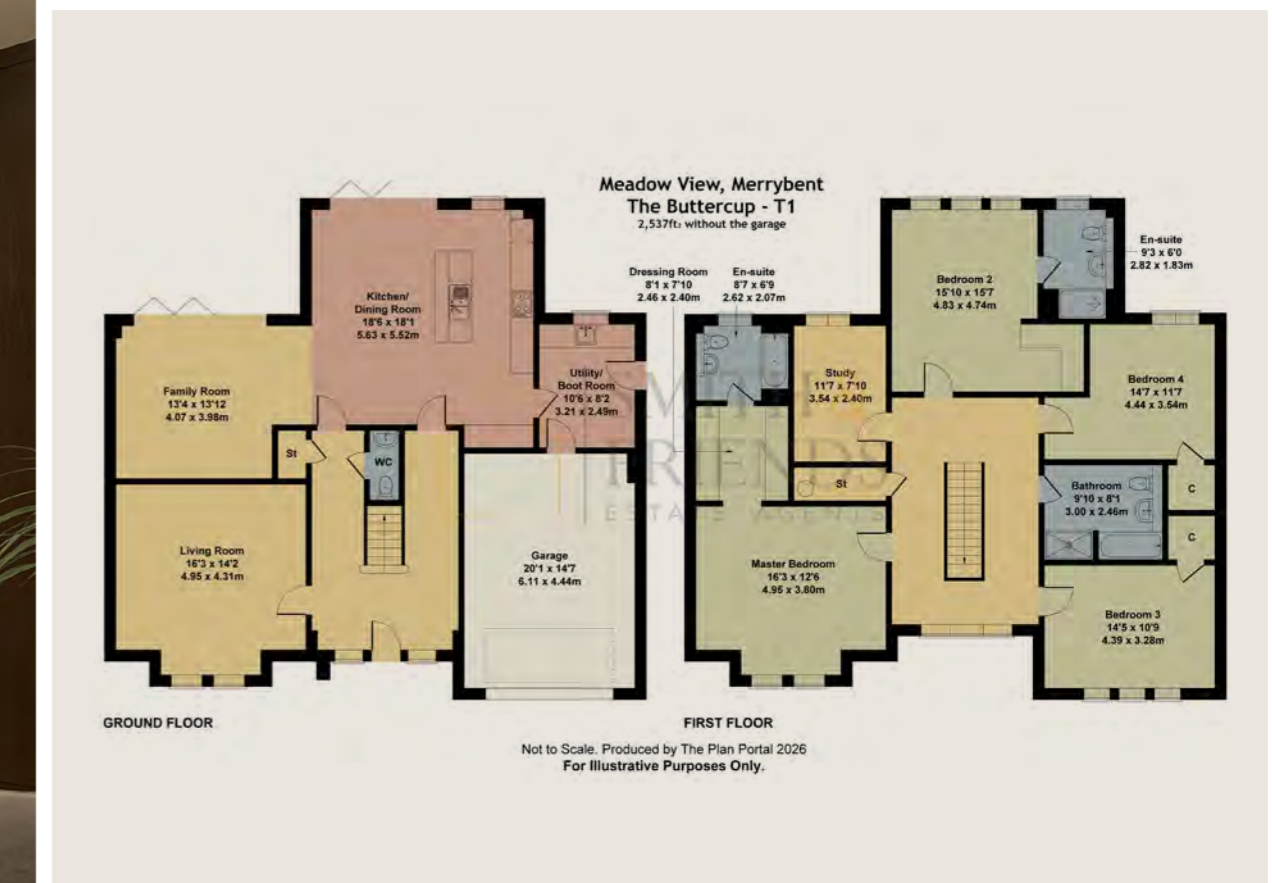 Meadow View, Merrybent
The Buttercup - T1
2,537ft² without the garage
Kitchen/
Dining Room
18'6 x 18'1
5.63 x 5.52m
Family Room
13'4 x 13'12
4.07 x 3.98m
Utility/
Boot Room
10'6 x 8'2
3.21 x 2.49m
St
WC
Living Room
16'3 x 14'2
4.95 x 4.31m
Garage
20'1 x 14'7
6.11 x 4.44m
GROUND FLOOR
Dressing Room
8'1 x 7'10
2.46 x 2.40m
En-suite
8'7 x 6'9
2.62 x 2.07m
Bedroom 2
15'10 x 15'7
4.83 x 4.74m
En-suite
9'3 x 6'0
2.82 x 1.83m
Study
11'7 x 7'10
3.54 x 2.40m
Bedroom 4
14'7 x 11'7
4.44 x 3.54m
St
Bathroom
9'10 x 8'1
3.00 x 2.46m
C
C
Master Bedroom
16'3 x 12'6
4.95 x 3.80m
Bedroom 3
14'5 x 10'9
4.39 x 3.28m
FIRST FLOOR
SMITH &
FRIENDS
ESTATE AGENTS
Not to Scale. Produced by The Plan Portal 2026
For Illustrative Purposes Only.